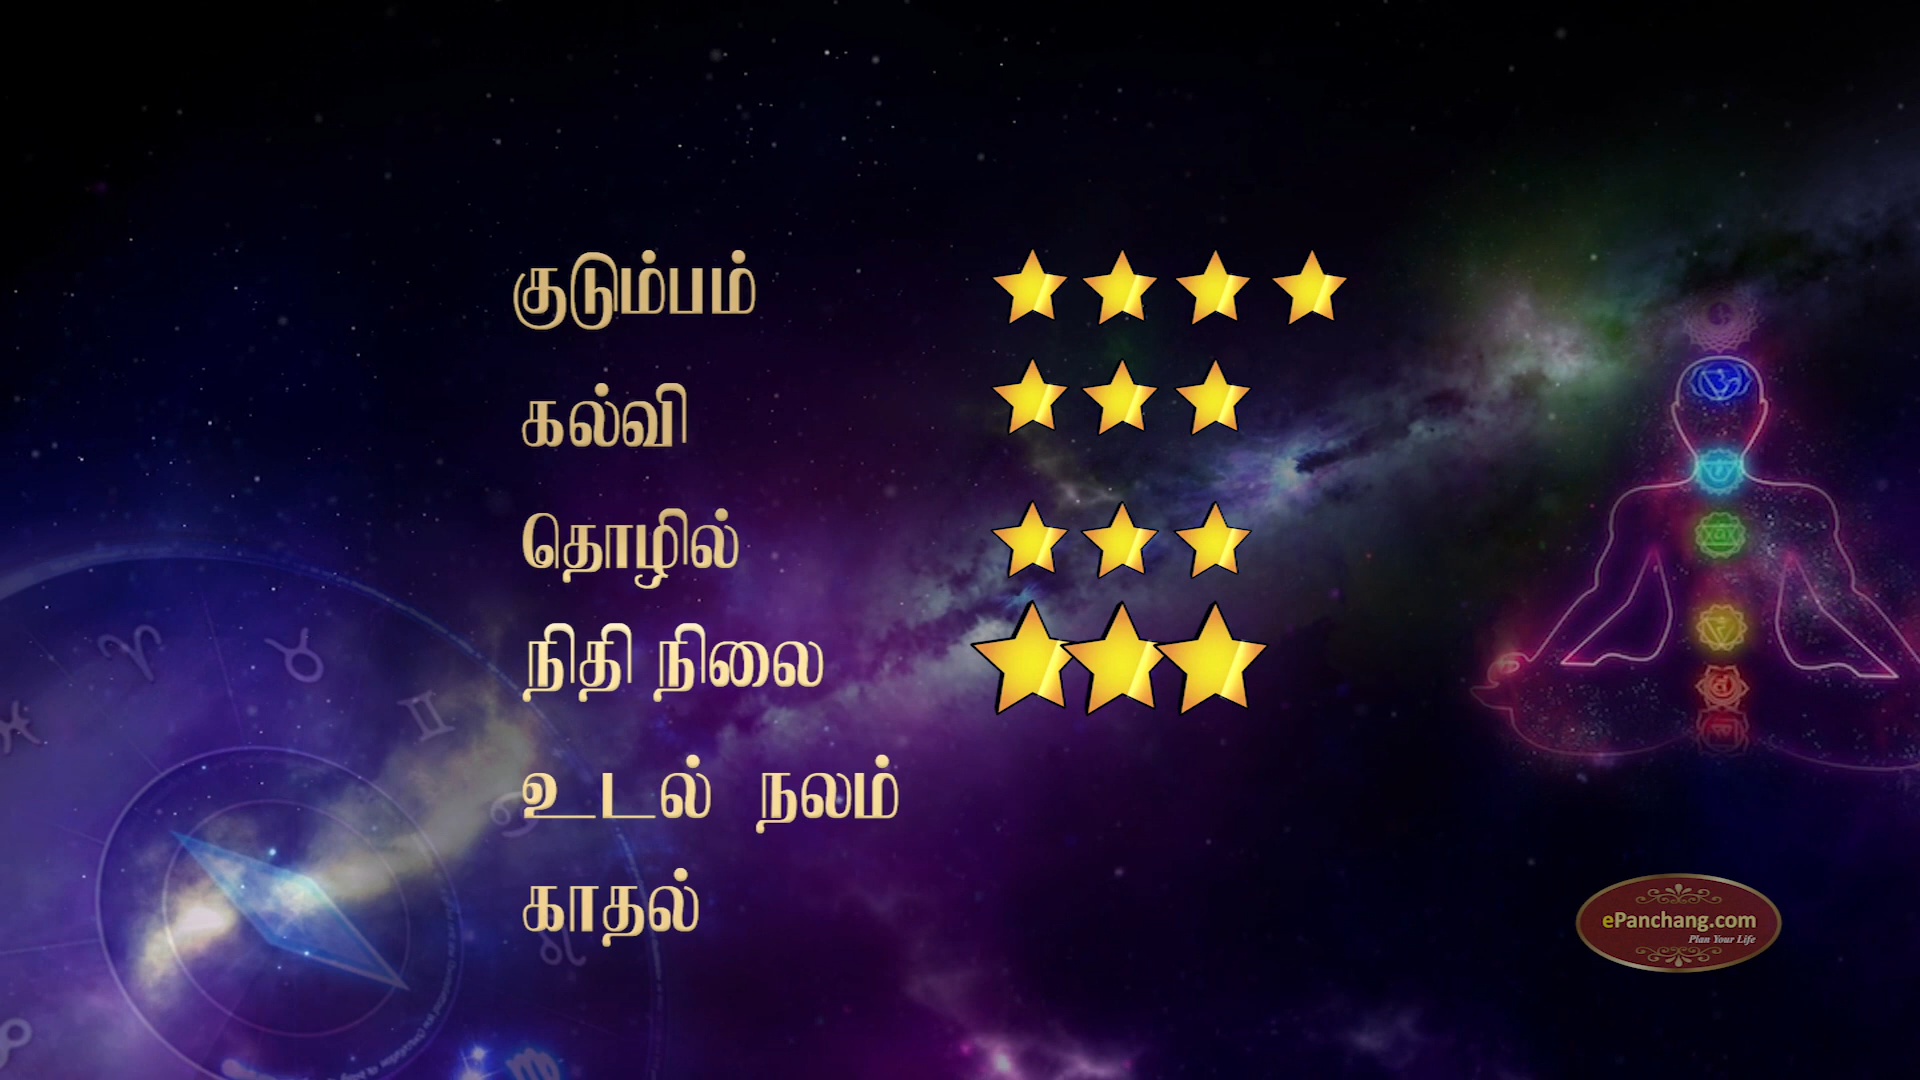 குடும்பம்
கல்வி
தொழில்
நிதி நிலை
உடல் நலம்
காதல்
ePanchang.com
Plan Your Life